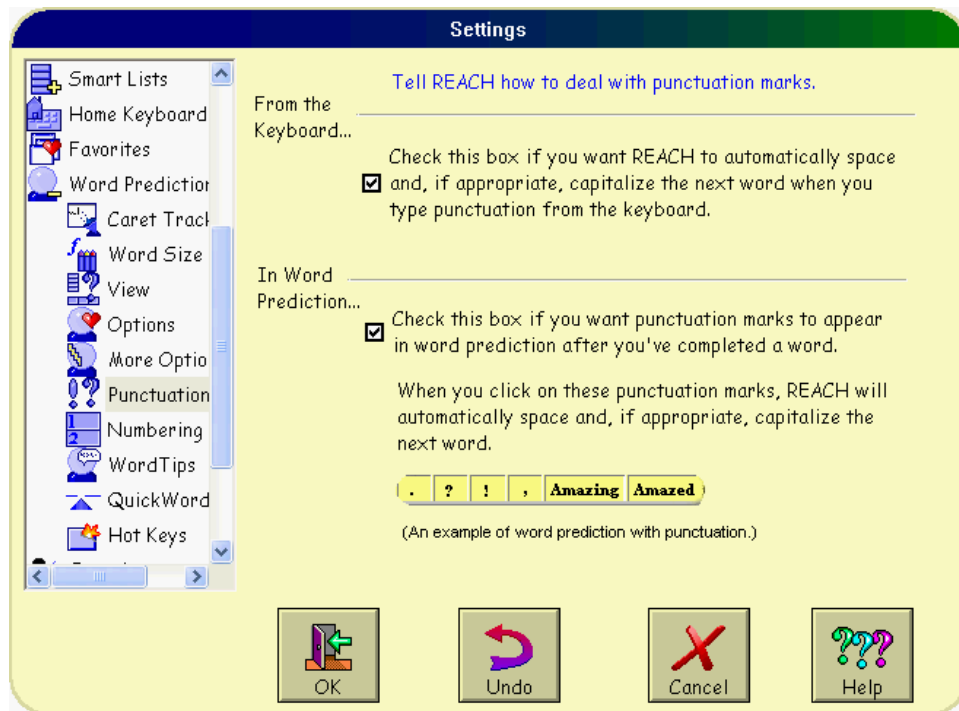 Settings
Smart Lists
Home Keyboard
Favorites
Word Prediction
Caret Track
Word Size
View
Options
More Optio
Punctuation
Numbering
WordTips
QuickWord
Hot Keys
Tell REACH how to deal with punctuation marks.
From the
Keyboard...
Check this box if you want REACH to automatically space
and, if appropriate, capitalize the next word when you
type punctuation from the keyboard.
In Word
Prediction...
Check this box if you want punctuation marks to appear
in word prediction after you've completed a word.
When you click on these punctuation marks, REACH will
automatically space and, if appropriate, capitalize the
next word.
. ? ! , Amazing Amazed
(An example of word prediction with punctuation.)
OK Undo Cancel Help